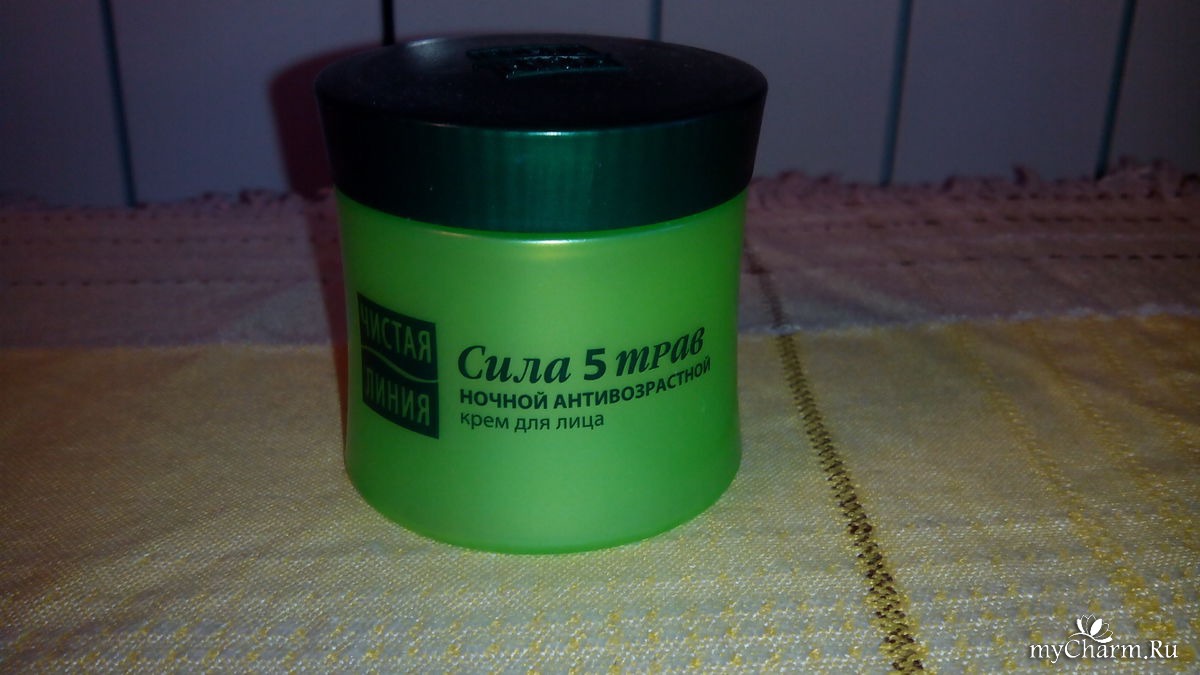 ЧИСТАЯ
ЛИНИЯ
Сила 5 трав
НОЧНОЙ АНТИВОЗРАСТНОЙ
крем для лица
myCharm.Ru